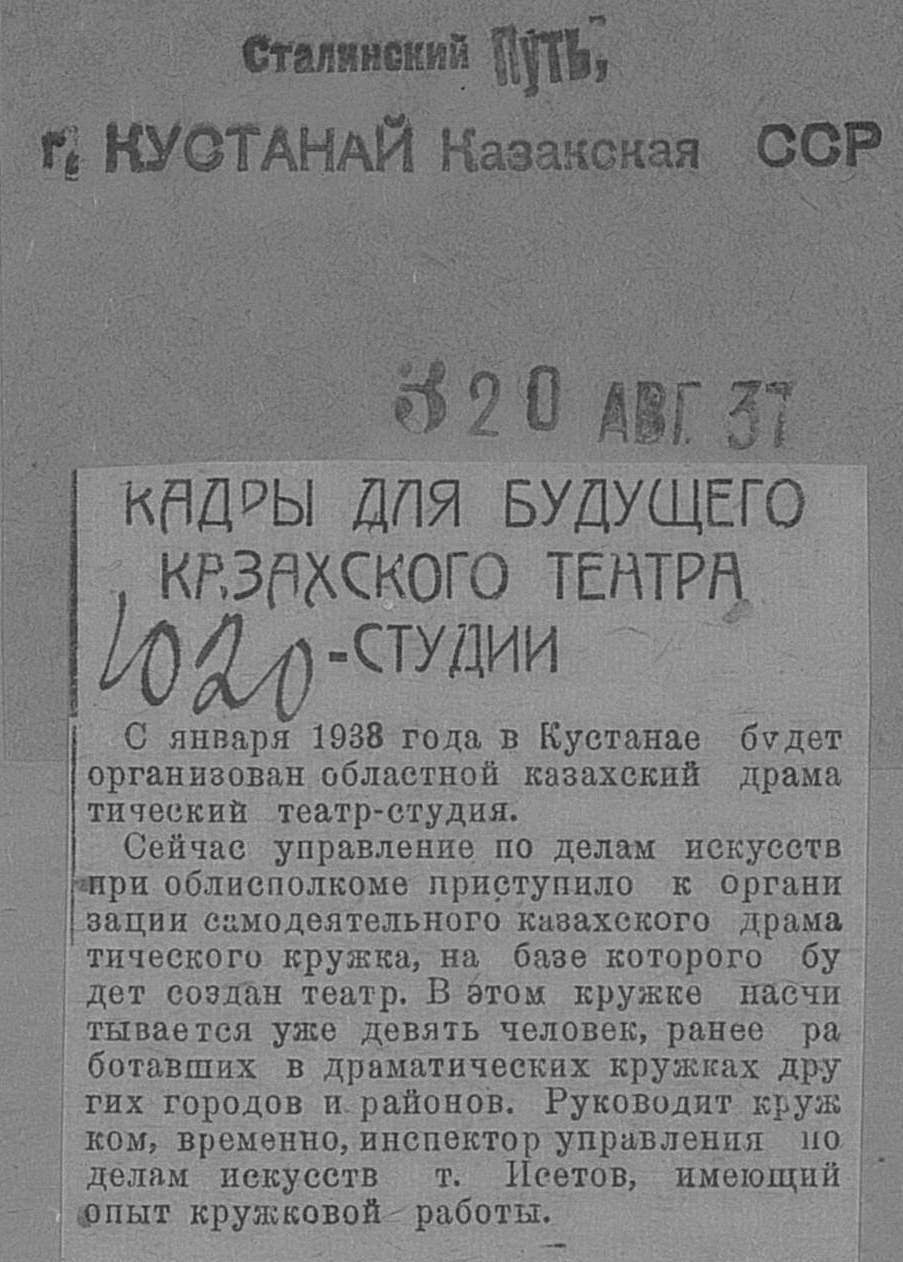 Сталинский Путь,
г. КУСТАНАЙ Казакская ССР
20 АВГ. 37
КАДРЫ ДЛЯ БУДУЩЕГО
КАЗАХСКОГО ТЕАТРА
1020 -СТУДИИ
С января 1938 года в Кустанае будет
организован областной казахский драма
тический театр-студия.
Сейчас управление по делам искусств
при облисполкоме приступило к органи
зации самодеятельного казахского драма
тического кружка, на базе которого бу
дет создан театр. В этом кружке насчи
тывается уже девять человек, ранее ра
ботавших в драматических кружках дру
гих городов и районов. Руководит круж
ком, временно, инспектор управления по
делам искусств т. Исетов, имеющий
опыт кружковой работы.